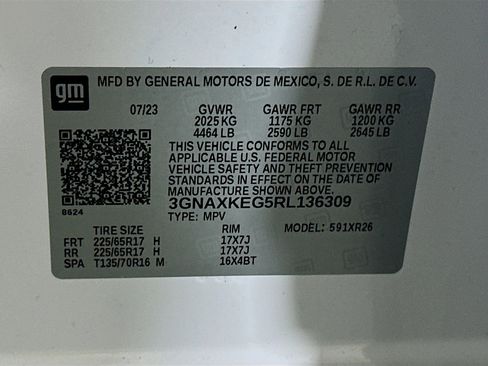 gm MFD BY GENERAL MOTORS DE MEXICO, S. DE R.L. DE C.V.
07/23 GVWR GAWR FRT GAWR RR
2025 KG 1175 KG 1200 KG
4464 LB 2590 LB 2645 LB
THIS VEHICLE CONFORMS TO ALL
APPLICABLE U.S. FEDERAL MOTOR
VEHICLE SAFETY AND THEFT PREVENTION
STANDARDS IN EFFECT ON THE DATE OF
MANUFACTURE SHOWN ABOVE.
3GNAXKEG5RL136309
8624 TYPE: MPV
TIRE SIZE RIM MODEL: 591XR26
FRT 225/65R17 H 17X7J
RR 225/65R17 H 17X7J
SPA T135/70R16 M 16X4BT